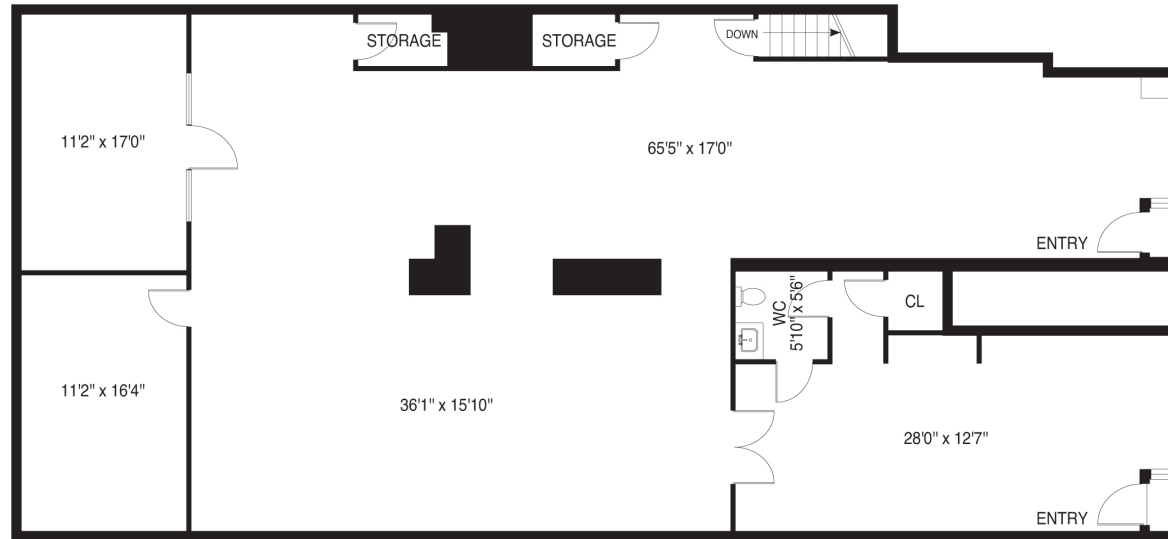 STORAGE
STORAGE
DOWN
11'2" x 17'0"
65'5" x 17'0"
ENTRY
WC
5'10" x 5'6"
CL
11'2" x 16'4"
36'1" x 15'10"
28'0" x 12'7"
ENTRY